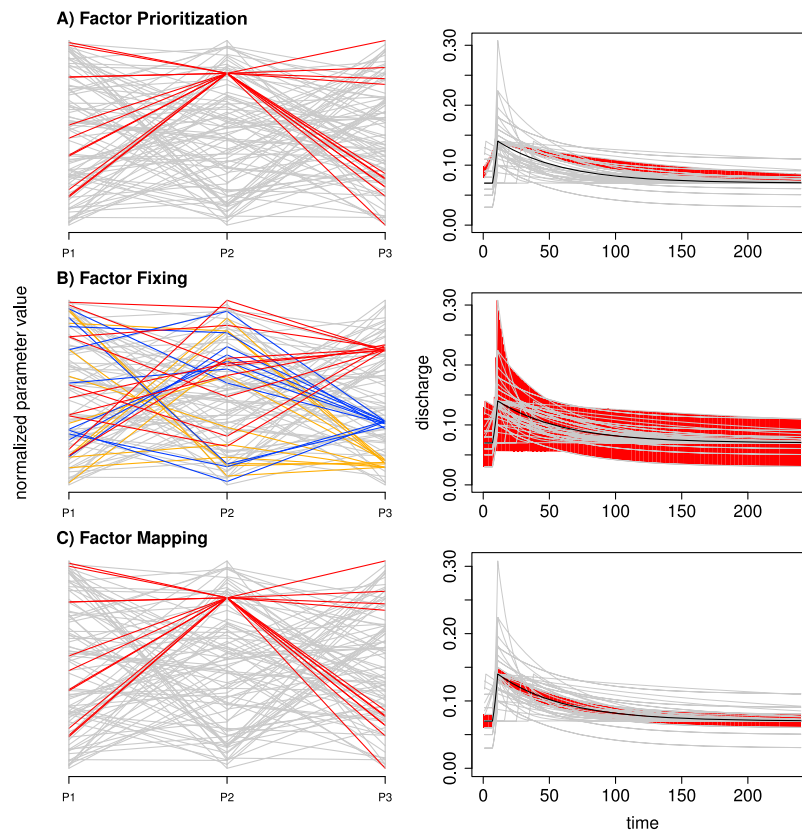 A) Factor Prioritization
P1 P2 P3
0.00 0.10 0.20 0.30
0 50 100 150 200
B) Factor Fixing
normalized parameter value
P1 P2 P3
discharge
0.00 0.10 0.20 0.30
0 50 100 150 200
C) Factor Mapping
P1 P2 P3
0.00 0.10 0.20 0.30
0 50 100 150 200
time